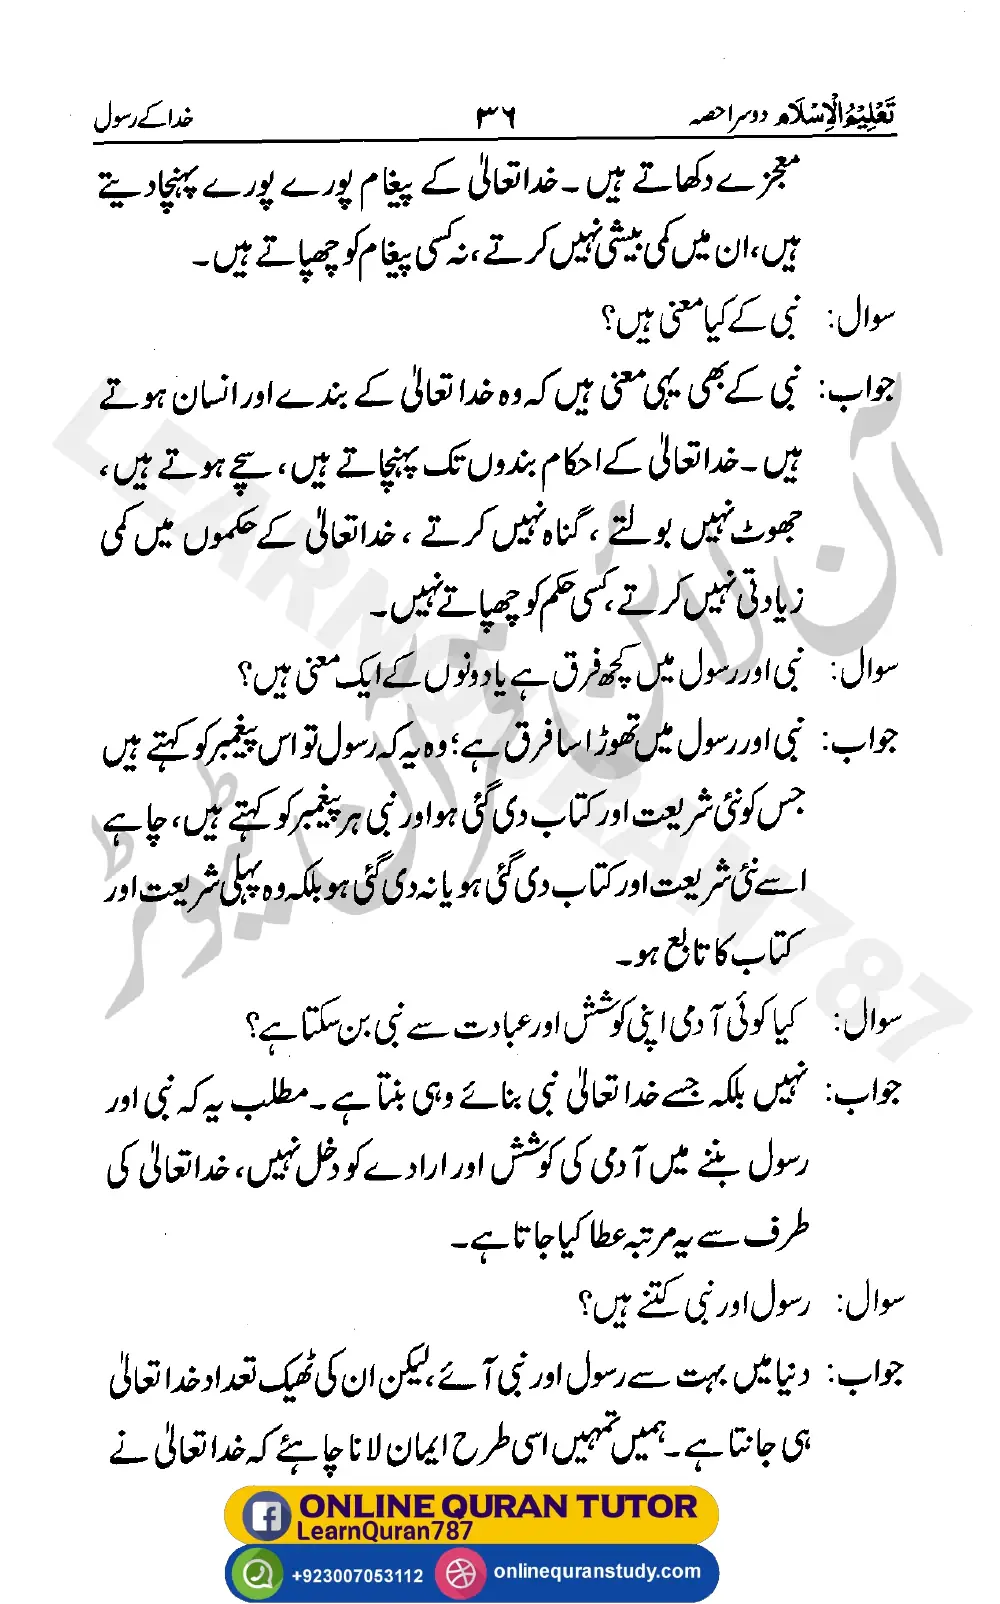 تَعْلِیْمُ الْاِسْلَام دوسرا حصہ ۳۶ خدا کے رسول
معجزے دکھاتے ہیں ۔ خدا تعالیٰ کے پیغام پورے پورے پہنچا دیتے
ہیں، ان میں کمی بیشی نہیں کرتے ، نہ کسی پیغام کو چھپاتے ہیں ۔
سوال: نبی کے کیا معنی ہیں؟
جواب: نبی کے بھی یہی معنی ہیں کہ وہ خدا تعالیٰ کے بندے اور انسان ہوتے
ہیں ۔ خدا تعالیٰ کے احکام بندوں تک پہنچاتے ہیں ، سچے ہوتے ہیں ،
جھوٹ نہیں بولتے ، گناہ نہیں کرتے ، خدا تعالیٰ کے حکموں میں کمی
زیادتی نہیں کرتے ، کسی حکم کو چھپاتے نہیں ۔
سوال: نبی اور رسول میں کچھ فرق ہے یا دونوں کے ایک معنی ہیں؟
جواب: نبی اور رسول میں تھوڑا سا فرق ہے؛ وہ یہ کہ رسول تو اس پیغمبر کو کہتے ہیں
جس کو نئی شریعت اور کتاب دی گئی ہو اور نبی ہر پیغمبر کو کہتے ہیں، چاہے
اسے نئی شریعت اور کتاب دی گئی ہو یا نہ دی گئی ہو بلکہ وہ پہلی شریعت اور
کتاب کا تابع ہو ۔
سوال: کیا کوئی آدمی اپنی کوشش اور عبادت سے نبی بن سکتا ہے؟
جواب: نہیں بلکہ جسے خدا تعالیٰ نبی بنائے وہی بنتا ہے ۔ مطلب یہ کہ نبی اور
رسول بننے میں آدمی کی کوشش اور ارادے کو دخل نہیں، خدا تعالیٰ کی
طرف سے یہ مرتبہ عطا کیا جاتا ہے ۔
سوال: رسول اور نبی کتنے ہیں؟
جواب: دنیا میں بہت سے رسول اور نبی آئے ، لیکن ان کی ٹھیک تعداد خدا تعالیٰ
ہی جانتا ہے ۔ ہمیں تمہیں اسی طرح ایمان لانا چاہئے کہ خدا تعالیٰ نے
آن لائن قرآن ٹیوٹر
LEARNQURAN787
ONLINE QURAN TUTOR
LearnQuran787
+923007053112 onlinequranstudy.com